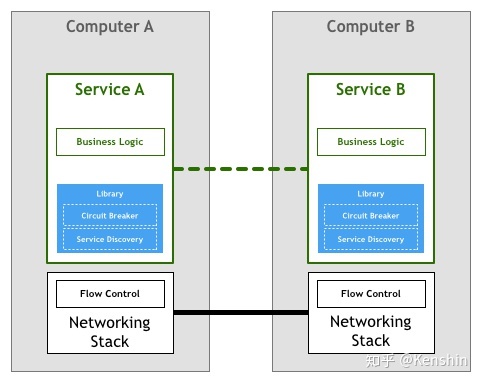 Computer A
Service A
Business Logic
Library
Circuit Breaker
Service Discovery
Flow Control
Networking
Stack
Computer B
Service B
Business Logic
Library
Circuit Breaker
Service Discovery
Flow Control
Networking
Stack
知乎 @Kenshin